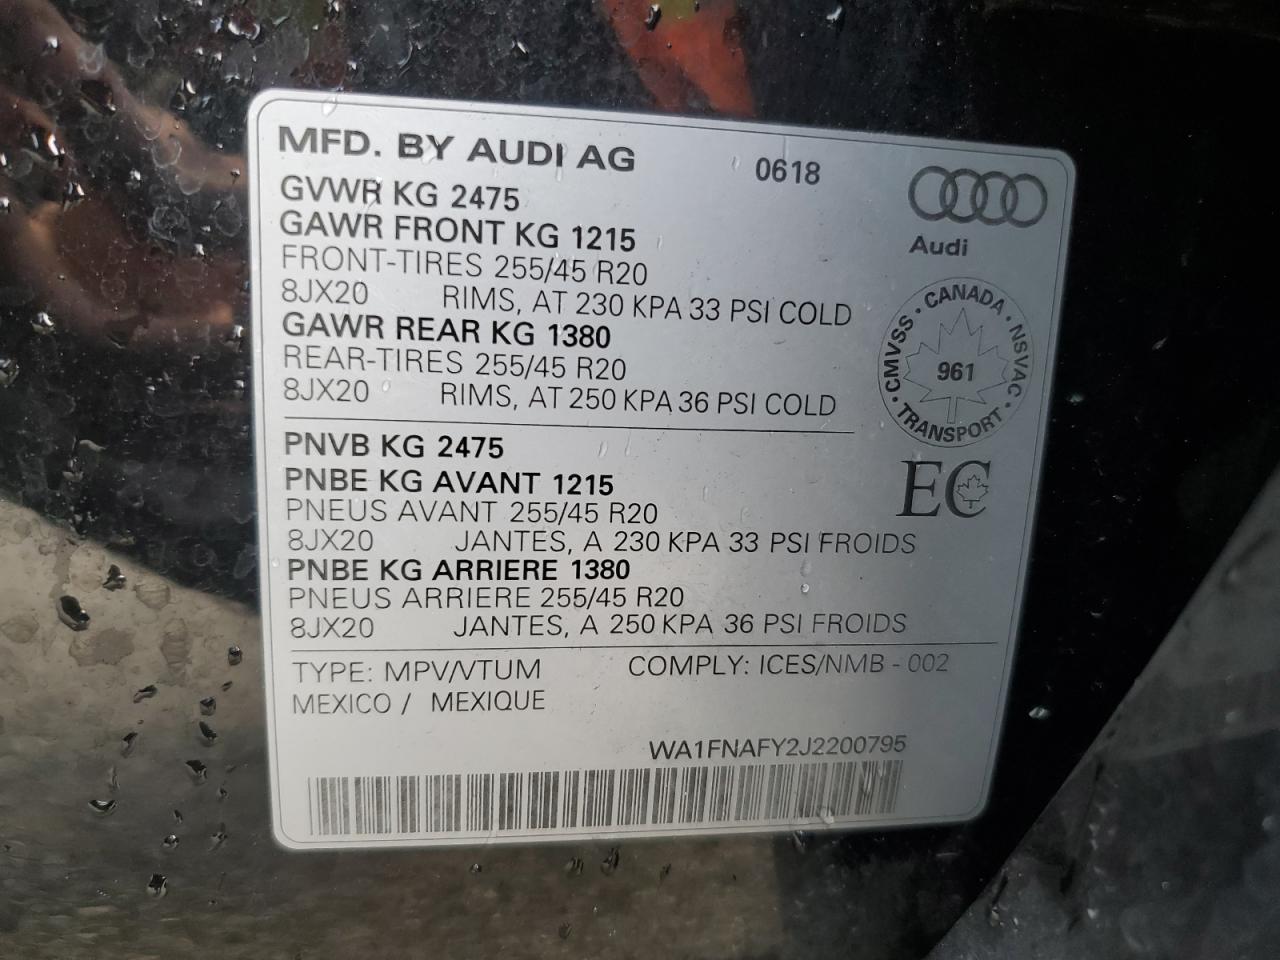 MFD. BY AUDI AG 0618
Audi
GVWR KG 2475
GAWR FRONT KG 1215
FRONT-TIRES 255/45 R20
8JX20 RIMS, AT 230 KPA 33 PSI COLD
GAWR REAR KG 1380
REAR-TIRES 255/45 R20
8JX20 RIMS, AT 250 KPA 36 PSI COLD
CANADA · NSVAC · TRANSPORT · CMVSS ·
961
EC
PNVB KG 2475
PNBE KG AVANT 1215
PNEUS AVANT 255/45 R20
8JX20 JANTES, A 230 KPA 33 PSI FROIDS
PNBE KG ARRIERE 1380
PNEUS ARRIERE 255/45 R20
8JX20 JANTES, A 250 KPA 36 PSI FROIDS
TYPE: MPV/VTUM COMPLY: ICES/NMB - 002
MEXICO / MEXIQUE
WA1FNAFY2J2200795